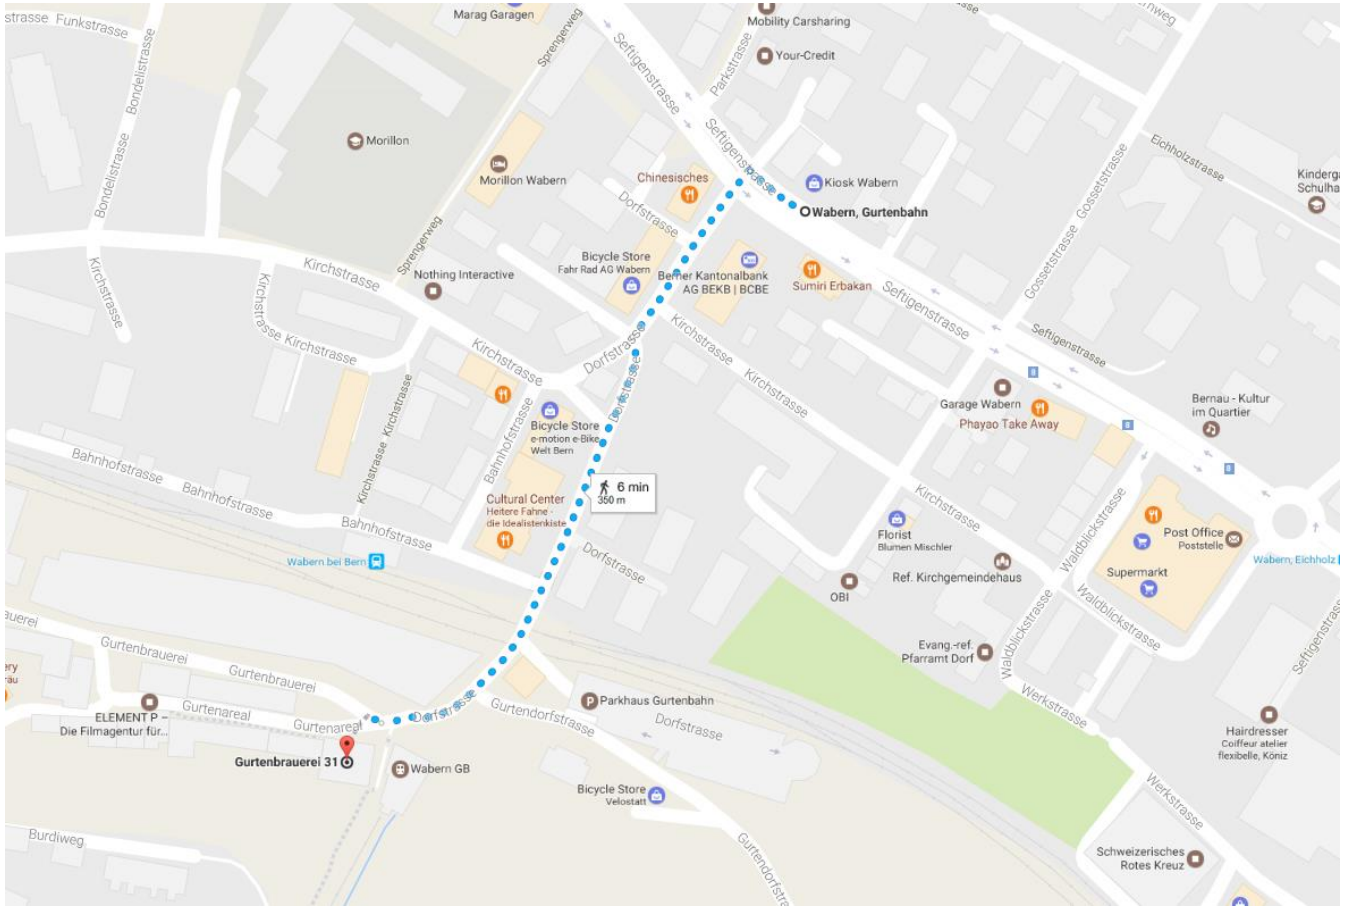 Marag Garagen
Mobility Carsharing
strasse Funkstrasse
Bondelistrasse
Bondelistrasse
Sprengerweg
Seftigenstrasse
Parkstrasse
Your-Credit
Morillon
Seftigenstrasse
Eichholzstrasse
Gossetstrasse
Gossetstrasse
Morillon Wabern
Chinesisches
Kiosk Wabern
Wabern, Gurtenbahn
Dorfstrasse
Sprengerweg
Kirchstrasse
Kirchstrasse
Kirchstrasse
Kirchstrasse
Nothing Interactive
Bicycle Store
Fahr Rad AG Wabern
Berner Kantonalbank
AG BEKB | BCBE
Sumiri Erbakan
Seftigenstrasse
Seftigenstrasse
Kirchstrasse
Kirchstrasse
Kirchstrasse
Dorfstrasse
Dorfstrasse
Garage Wabern
Phayao Take Away
Bernau - Kultur
im Quartier
Bicycle Store
e-motion e-Bike
Welt Bern
Bahnhofstrasse
Kirchstrasse
Kirchstrasse
Bahnhofstrasse
Bahnhofstrasse
Bahnhofstrasse
6 min
350 m
Cultural Center
Heitere Fahne -
die Idealistenkiste
Wabern bei Bern
Dorfstrasse
Kirchstrasse
Florist
Blumen Mischler
Ref. Kirchgemeindehaus
OBI
Waldblickstrasse
Waldblickstrasse
Waldblickstrasse
Post Office
Poststelle
Supermarkt
Wabern, Eichholz
Evang.-ref.
Pfarramt Dorf
Werkstrasse
Werkstrasse
Gurtenbrauerei
Gurtenbrauerei
Gurtenareal
Gurtenareal
Dorfstrasse
ELEMENT P –
Die Filmagentur für...
Gurtenbrauerei 31
Wabern GB
Gurtendorfstrasse
Parkhaus Gurtenbahn
Dorfstrasse
Bicycle Store
Velostatt
Burdiweg
Hairdresser
Coiffeur atelier
flexibelle, Köniz
Schweizerisches
Rotes Kreuz